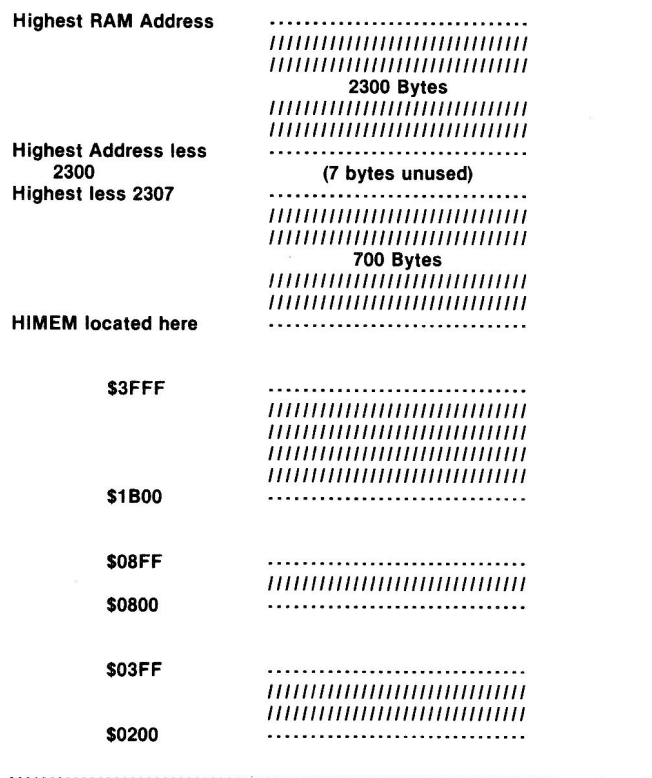 Highest RAM Address ..............................
//////////////////////////////
//////////////////////////////
2300 Bytes
//////////////////////////////
//////////////////////////////
Highest Address less ..............................
2300 (7 bytes unused)
Highest less 2307 ..............................
//////////////////////////////
//////////////////////////////
700 Bytes
//////////////////////////////
//////////////////////////////
HIMEM located here ..............................
$3FFF ..............................
//////////////////////////////
//////////////////////////////
//////////////////////////////
//////////////////////////////
$1B00 ..............................
$08FF ..............................
//////////////////////////////
$0800 ..............................
$03FF ..............................
//////////////////////////////
//////////////////////////////
$0200 ..............................